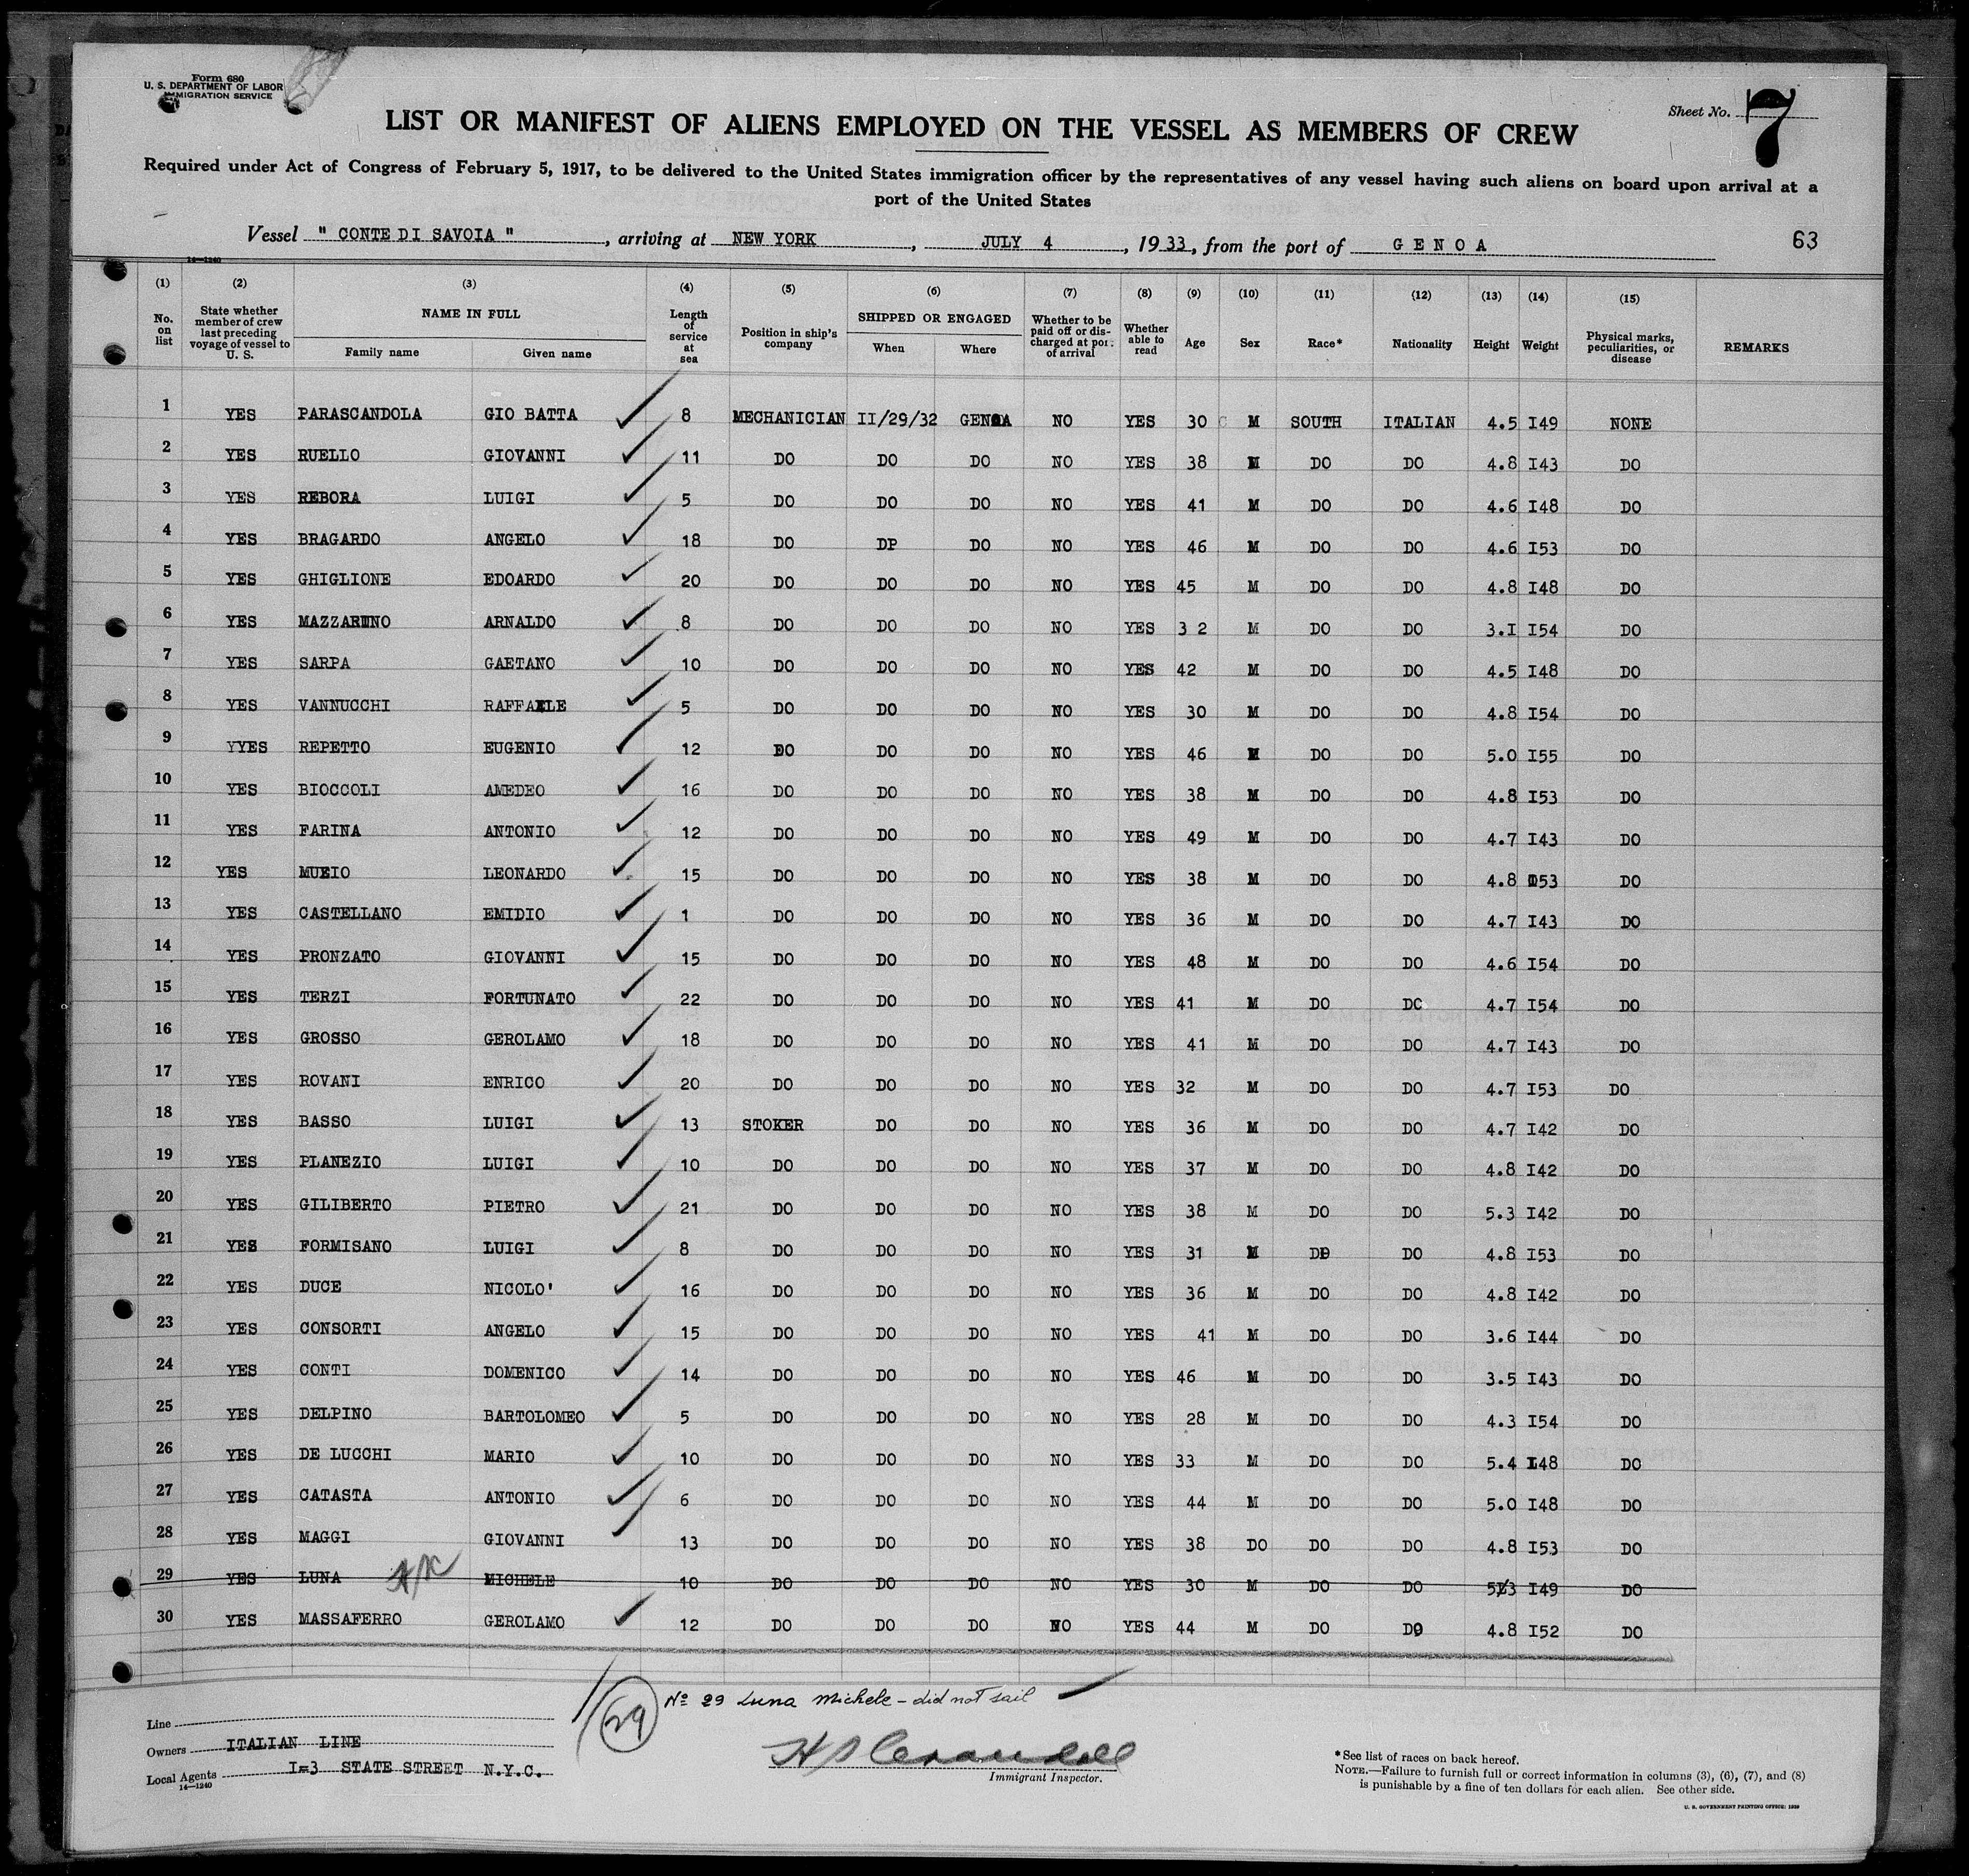 Form 680
U. S. DEPARTMENT OF LABOR
IMMIGRATION SERVICE
Sheet No. 7
LIST OR MANIFEST OF ALIENS EMPLOYED ON THE VESSEL AS MEMBERS OF CREW
Required under Act of Congress of February 5, 1917, to be delivered to the United States immigration officer by the representatives of any vessel having such aliens on board upon arrival at a
port of the United States
Vessel " CONTE DI SAVOIA " , arriving at NEW YORK , JULY 4 , 1933, from the port of GENOA 63
14—1240
(1) (2) (3) (4) (5) (6) (7) (8) (9) (10) (11) (12) (13) (14) (15)
No. on list State whether member of crew last preceding voyage of vessel to U. S. NAME IN FULL Family name Given name Length of service at sea Position in ship's company SHIPPED OR ENGAGED When Where Whether to be paid off or discharged at port of arrival Whether able to read Age Sex Race* Nationality Height Weight Physical marks, peculiarities, or disease REMARKS
1 YES PARASCANDOLA GIO BATTA 8 MECHANICIAN II/29/32 GENOA NO YES 30 M SOUTH ITALIAN 4.5 I49 NONE
2 YES RUELLO GIOVANNI 11 DO DO DO NO YES 38 M DO DO 4.8 I43 DO
3 YES REBORA LUIGI 5 DO DO DO NO YES 41 M DO DO 4.6 I48 DO
4 YES BRAGARDO ANGELO 18 DO DP DO NO YES 46 M DO DO 4.6 I53 DO
5 YES GHIGLIONE EDOARDO 20 DO DO DO NO YES 45 M DO DO 4.8 I48 DO
6 YES ARNALDO 8 DO DO DO NO YES 3 2 M DO DO 3.I I54 DO
7 YES SARPA GAETANO 10 DO DO DO NO YES 42 M DO DO 4.5 I48 DO
8 YES VANNUCCHI RAFFAELE 5 DO DO DO NO YES 30 M DO DO 4.8 I54 DO
9 YYES REPETTO EUGENIO 12 DO DO DO NO YES 46 M DO DO 5.0 I55 DO
10 YES BIOCCOLI AMEDEO 16 DO DO DO NO YES 38 M DO DO 4.8 I53 DO
11 YES FARINA ANTONIO 12 DO DO DO NO YES 49 M DO DO 4.7 I43 DO
12 YES LEONARDO 15 DO DO DO NO YES 38 M DO DO 4.8 I53 DO
13 YES CASTELLANO EMIDIO 1 DO DO DO NO YES 36 M DO DO 4.7 I43 DO
14 YES PRONZATO GIOVANNI 15 DO DO DO NO YES 48 M DO DO 4.6 I54 DO
15 YES TERZI FORTUNATO 22 DO DO DO NO YES 41 M DO DO 4.7 I54 DO
16 YES GROSSO GEROLAMO 18 DO DO DO NO YES 41 M DO DO 4.7 I43 DO
17 YES ROVANI ENRICO 20 DO DO DO NO YES 32 M DO DO 4.7 I53 DO
18 YES BASSO LUIGI 13 STOKER DO DO NO YES 36 M DO DO 4.7 I42 DO
19 YES PLANEZIO LUIGI 10 DO DO DO NO YES 37 M DO DO 4.8 I42 DO
20 YES GILIBERTO PIETRO 21 DO DO DO NO YES 38 M DO DO 5.3 I42 DO
21 YES FORMISANO LUIGI 8 DO DO DO NO YES 31 M DO DO 4.8 I53 DO
22 YES DUCE NICOLO' 16 DO DO DO NO YES 36 M DO DO 4.8 I42 DO
23 YES CONSORTI ANGELO 15 DO DO DO NO YES 41 M DO DO 3.6 I44 DO
24 YES CONTI DOMENICO 14 DO DO DO NO YES 46 M DO DO 3.5 I43 DO
25 YES DELPINO BARTOLOMEO 5 DO DO DO NO YES 28 M DO DO 4.3 I54 DO
26 YES DE LUCCHI MARIO 10 DO DO DO NO YES 33 M DO DO 5.4 I48 DO
27 YES CATASTA ANTONIO 6 DO DO DO NO YES 44 M DO DO 5.0 I48 DO
28 YES MAGGI GIOVANNI 13 DO DO DO NO YES 38 DO DO DO 4.8 I53 DO
29 YES LUNA MICHELE 10 DO DO DO NO YES 30 M DO DO I49 DO
30 YES MASSAFERRO GEROLAMO 12 DO DO DO NO YES 44 M DO DO 4.8 I52 DO
29 No 29 Luna Michele - did not sail
Line
Owners ITALIAN LINE
Local Agents I=3 STATE STREET N.Y.C.
14—1240
Immigrant Inspector.
*See list of races on back hereof.
NOTE.—Failure to furnish full or correct information in columns (3), (6), (7), and (8)
is punishable by a fine of ten dollars for each alien. See other side.
U. S. GOVERNMENT PRINTING OFFICE: